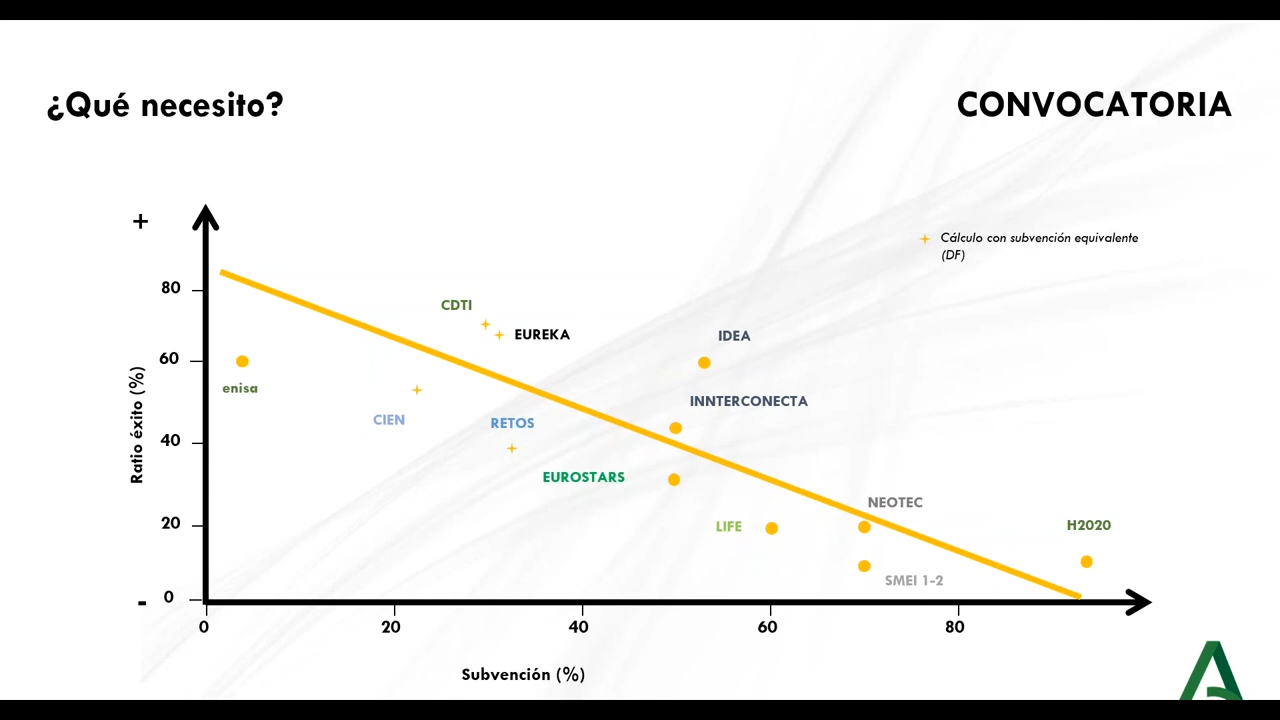 ¿Qué necesito?
CONVOCATORIA
+
Cálculo con subvención equivalente
(DF)
80
CDTI
EUREKA
IDEA
60
enisa
INNTERCONECTA
CIEN
RETOS
Ratio éxito (%)
40
EUROSTARS
NEOTEC
20
LIFE
H2020
SMEI 1-2
-
0
0
20
40
60
80
Subvención (%)